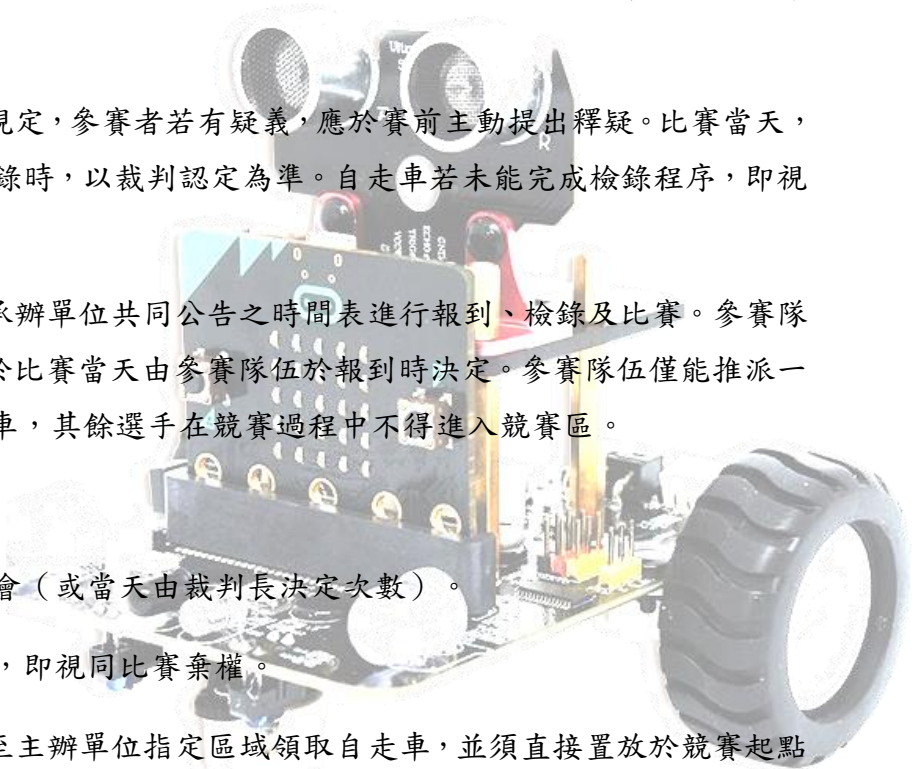 規定，參賽者若有疑義，應於賽前主動提出釋疑。比賽當天，
錄時，以裁判認定為準。自走車若未能完成檢錄程序，即視
承辦單位共同公告之時間表進行報到、檢錄及比賽。參賽隊
於比賽當天由參賽隊伍於報到時決定。參賽隊伍僅能推派一
車，其餘選手在競賽過程中不得進入競賽區。
會（或當天由裁判長決定次數）。
，即視同比賽棄權。
至主辦單位指定區域領取自走車，並須直接置放於競賽起點